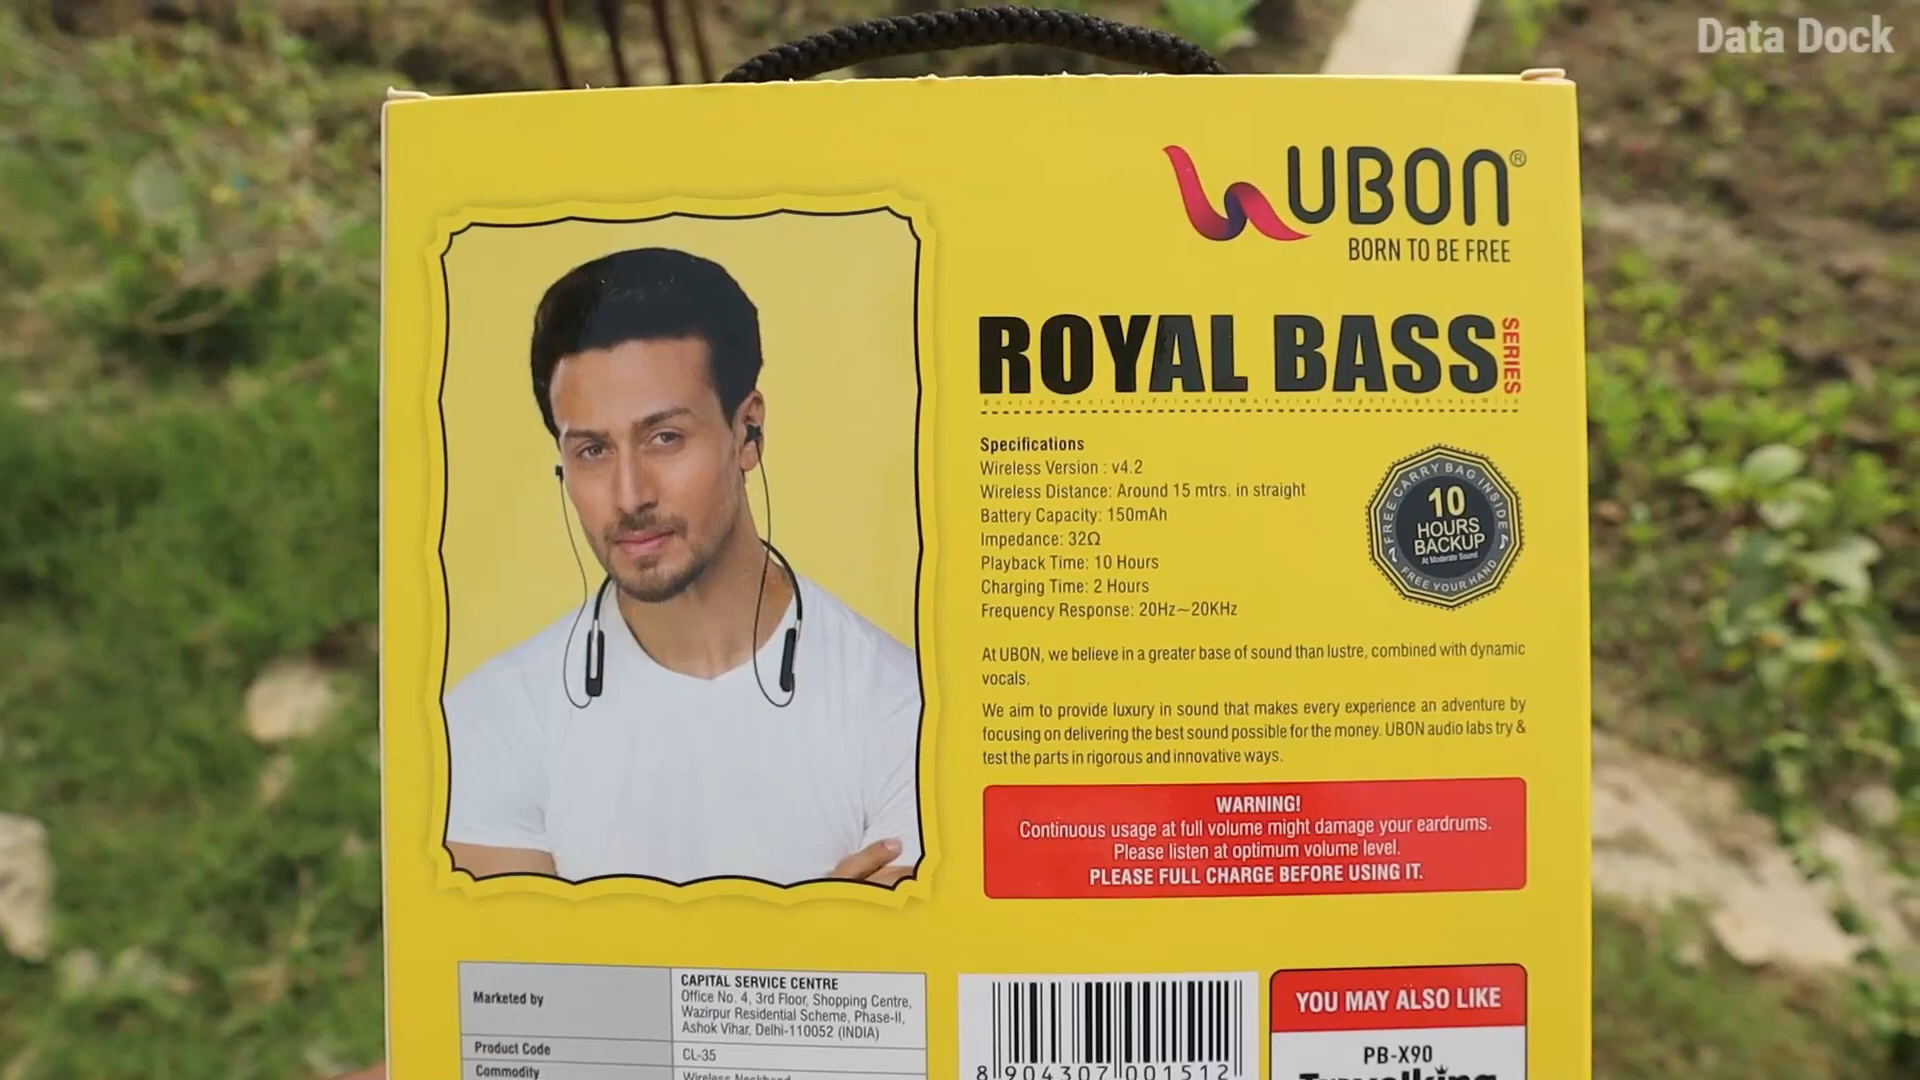 Data Dock
UBON®
BORN TO BE FREE
ROYAL BASS SERIES
Specifications
Wireless Version : v4.2
Wireless Distance: Around 15 mtrs. in straight
Battery Capacity: 150mAh
Impedance: 32Ω
Playback Time: 10 Hours
Charging Time: 2 Hours
Frequency Response: 20Hz~20KHz
FREE CARRY BAG INSIDE
10
HOURS
BACKUP
At Moderate Sound
FREE YOUR HAND
At UBON, we believe in a greater base of sound than lustre, combined with dynamic
vocals.
We aim to provide luxury in sound that makes every experience an adventure by
focusing on delivering the best sound possible for the money. UBON audio labs try &
test the parts in rigorous and innovative ways.
WARNING!
Continuous usage at full volume might damage your eardrums.
Please listen at optimum volume level.
PLEASE FULL CHARGE BEFORE USING IT.
Marketed by
CAPITAL SERVICE CENTRE
Office No. 4, 3rd Floor, Shopping Centre,
Wazirpur Residential Scheme, Phase-II,
Ashok Vihar, Delhi-110052 (INDIA)
Product Code
CL-35
Commodity
Wireless Neckband
8 904307 001512
YOU MAY ALSO LIKE
PB-X90